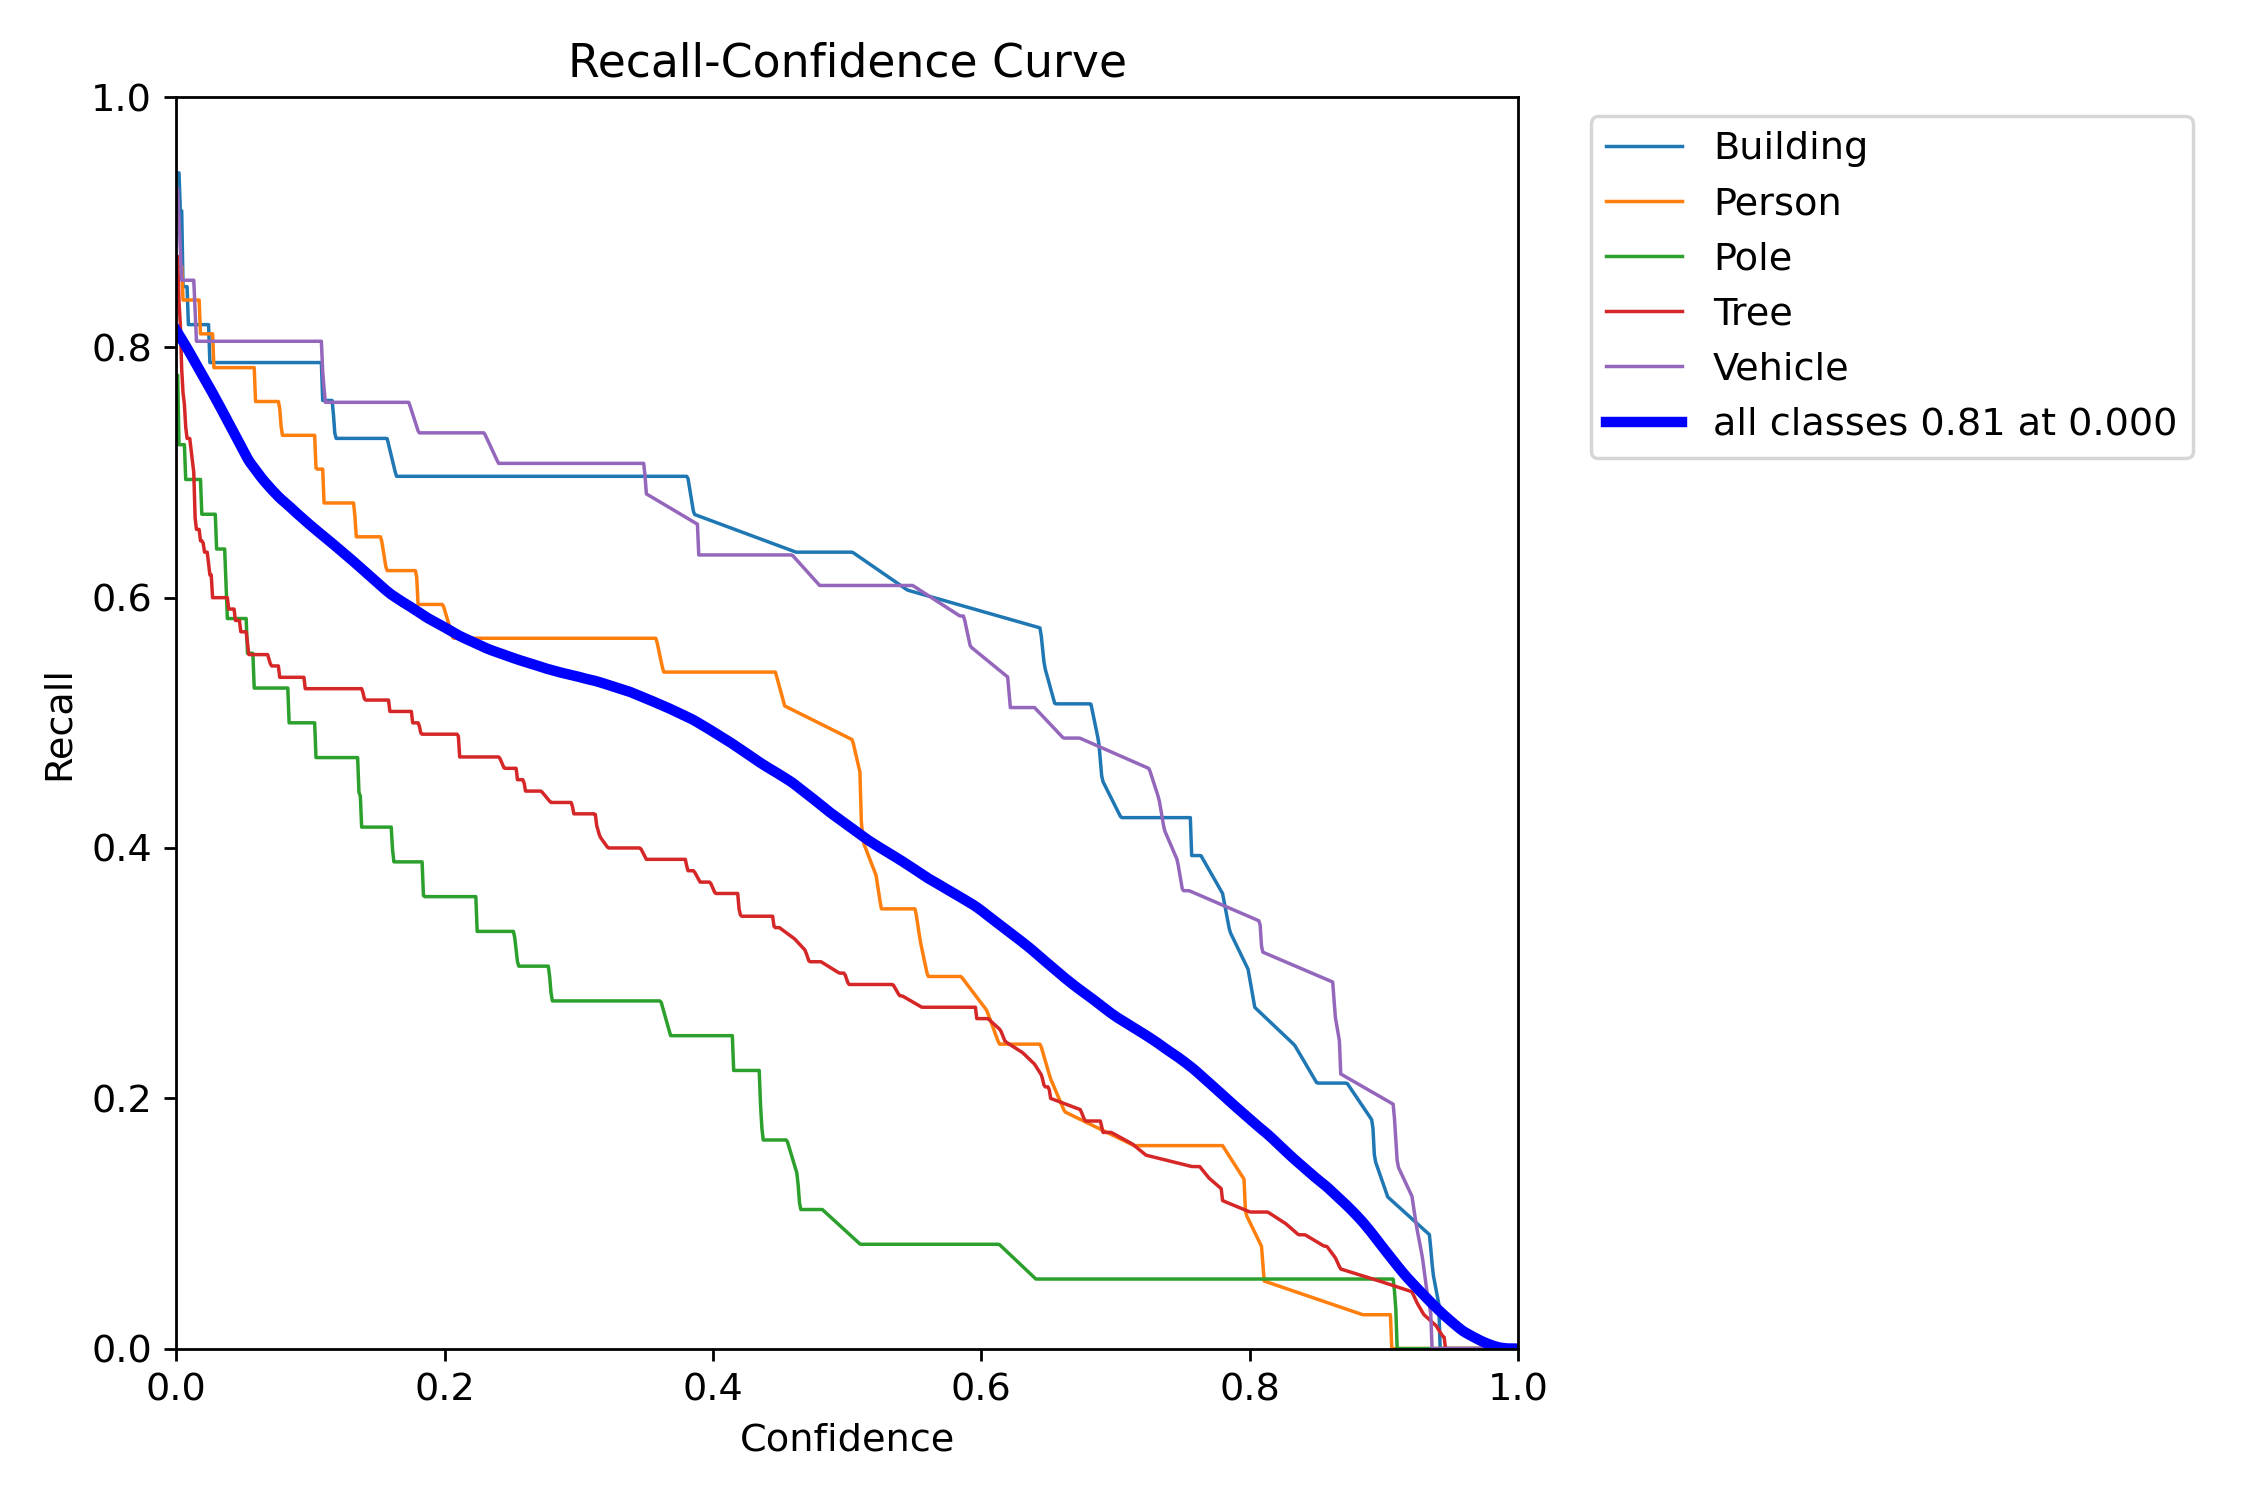 Recall-Confidence Curve
1.0
0.8
0.6
0.4
0.2
0.0
Recall
0.0 0.2 0.4 0.6 0.8 1.0
Confidence
Building
Person
Pole
Tree
Vehicle
all classes 0.81 at 0.000